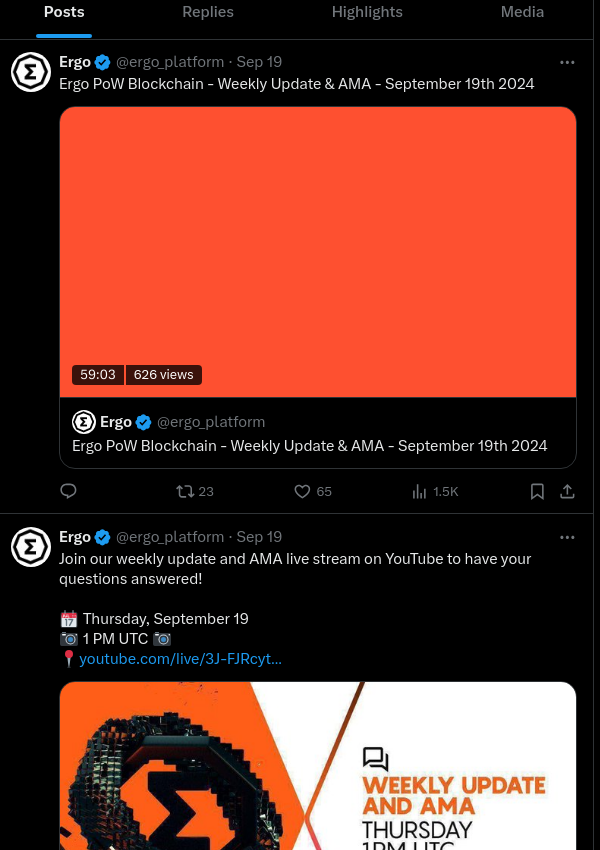 Posts Replies Highlights Media
Ergo @ergo_platform · Sep 19
Ergo PoW Blockchain - Weekly Update & AMA - September 19th 2024
59:03 626 views
Ergo @ergo_platform
Ergo PoW Blockchain - Weekly Update & AMA - September 19th 2024
23 65 1.5K
Ergo @ergo_platform · Sep 19
Join our weekly update and AMA live stream on YouTube to have your
questions answered!
📅 Thursday, September 19
📷 1 PM UTC 📷
📍 youtube.com/live/3J-FJRcyt…
WEEKLY UPDATE
AND AMA
THURSDAY
1PM UTC